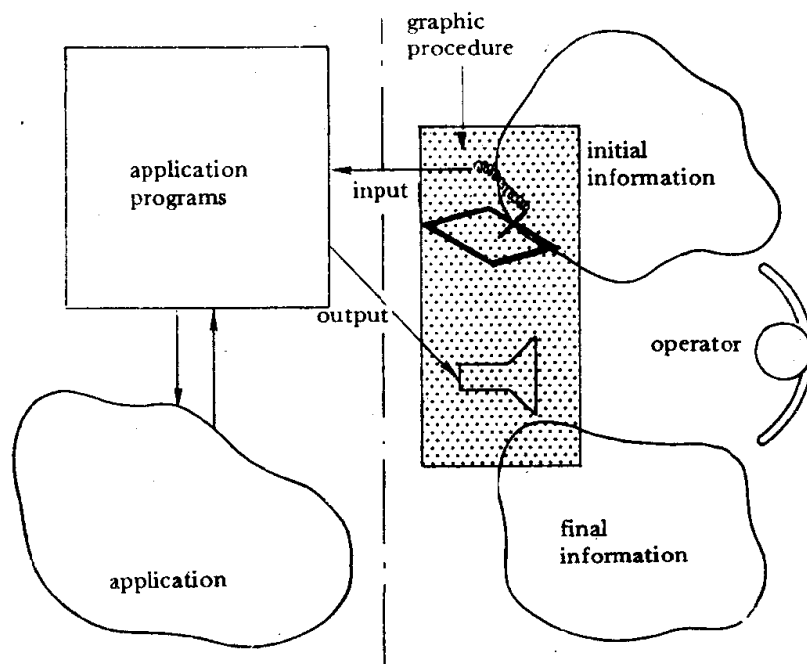 graphic
procedure
application
programs
input
initial
information
output
operator
application
final
information